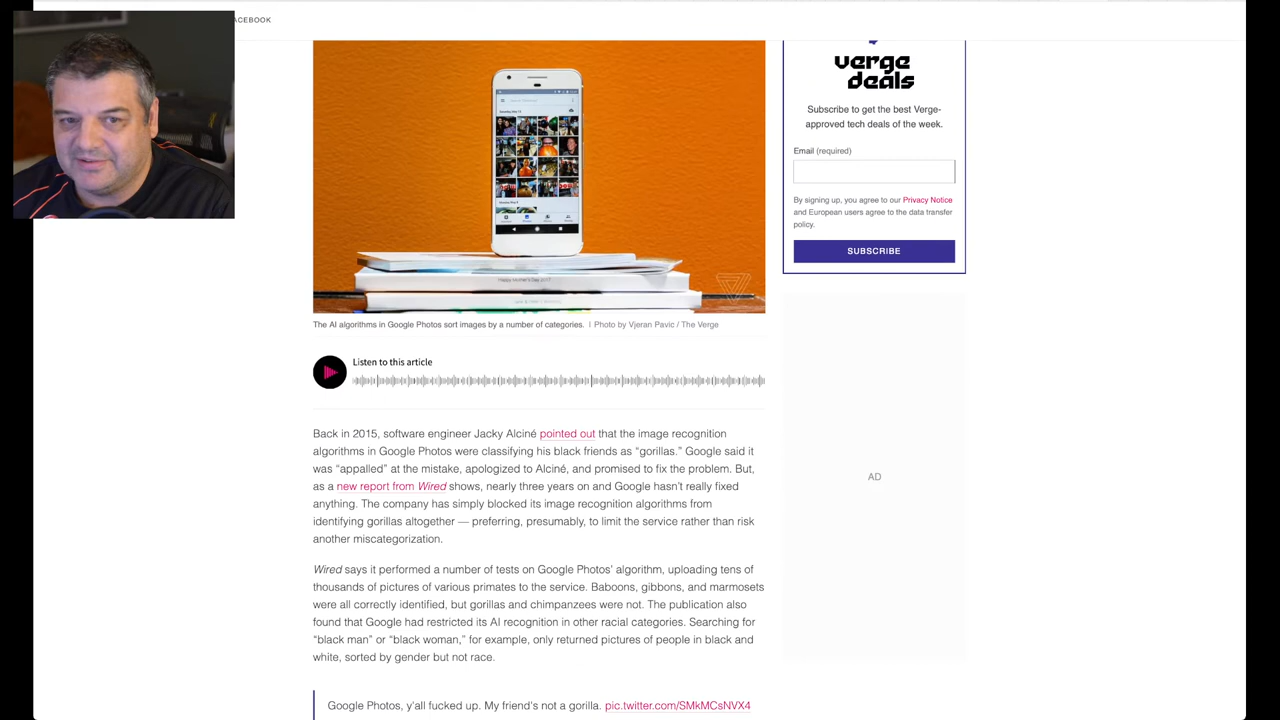 ACEBOOK
verge
deals
Subscribe to get the best Verge-
approved tech deals of the week.
Email (required)
By signing up, you agree to our Privacy Notice
and European users agree to the data transfer
policy.
SUBSCRIBE
The AI algorithms in Google Photos sort images by a number of categories. | Photo by Vjeran Pavic / The Verge
Listen to this article
AD
Back in 2015, software engineer Jacky Alciné pointed out that the image recognition
algorithms in Google Photos were classifying his black friends as “gorillas.” Google said it
was “appalled” at the mistake, apologized to Alciné, and promised to fix the problem. But,
as a new report from Wired shows, nearly three years on and Google hasn’t really fixed
anything. The company has simply blocked its image recognition algorithms from
identifying gorillas altogether — preferring, presumably, to limit the service rather than risk
another miscategorization.
Wired says it performed a number of tests on Google Photos’ algorithm, uploading tens of
thousands of pictures of various primates to the service. Baboons, gibbons, and marmosets
were all correctly identified, but gorillas and chimpanzees were not. The publication also
found that Google had restricted its AI recognition in other racial categories. Searching for
“black man” or “black woman,” for example, only returned pictures of people in black and
white, sorted by gender but not race.
Google Photos, y'all fucked up. My friend's not a gorilla. pic.twitter.com/SMkMCsNVX4